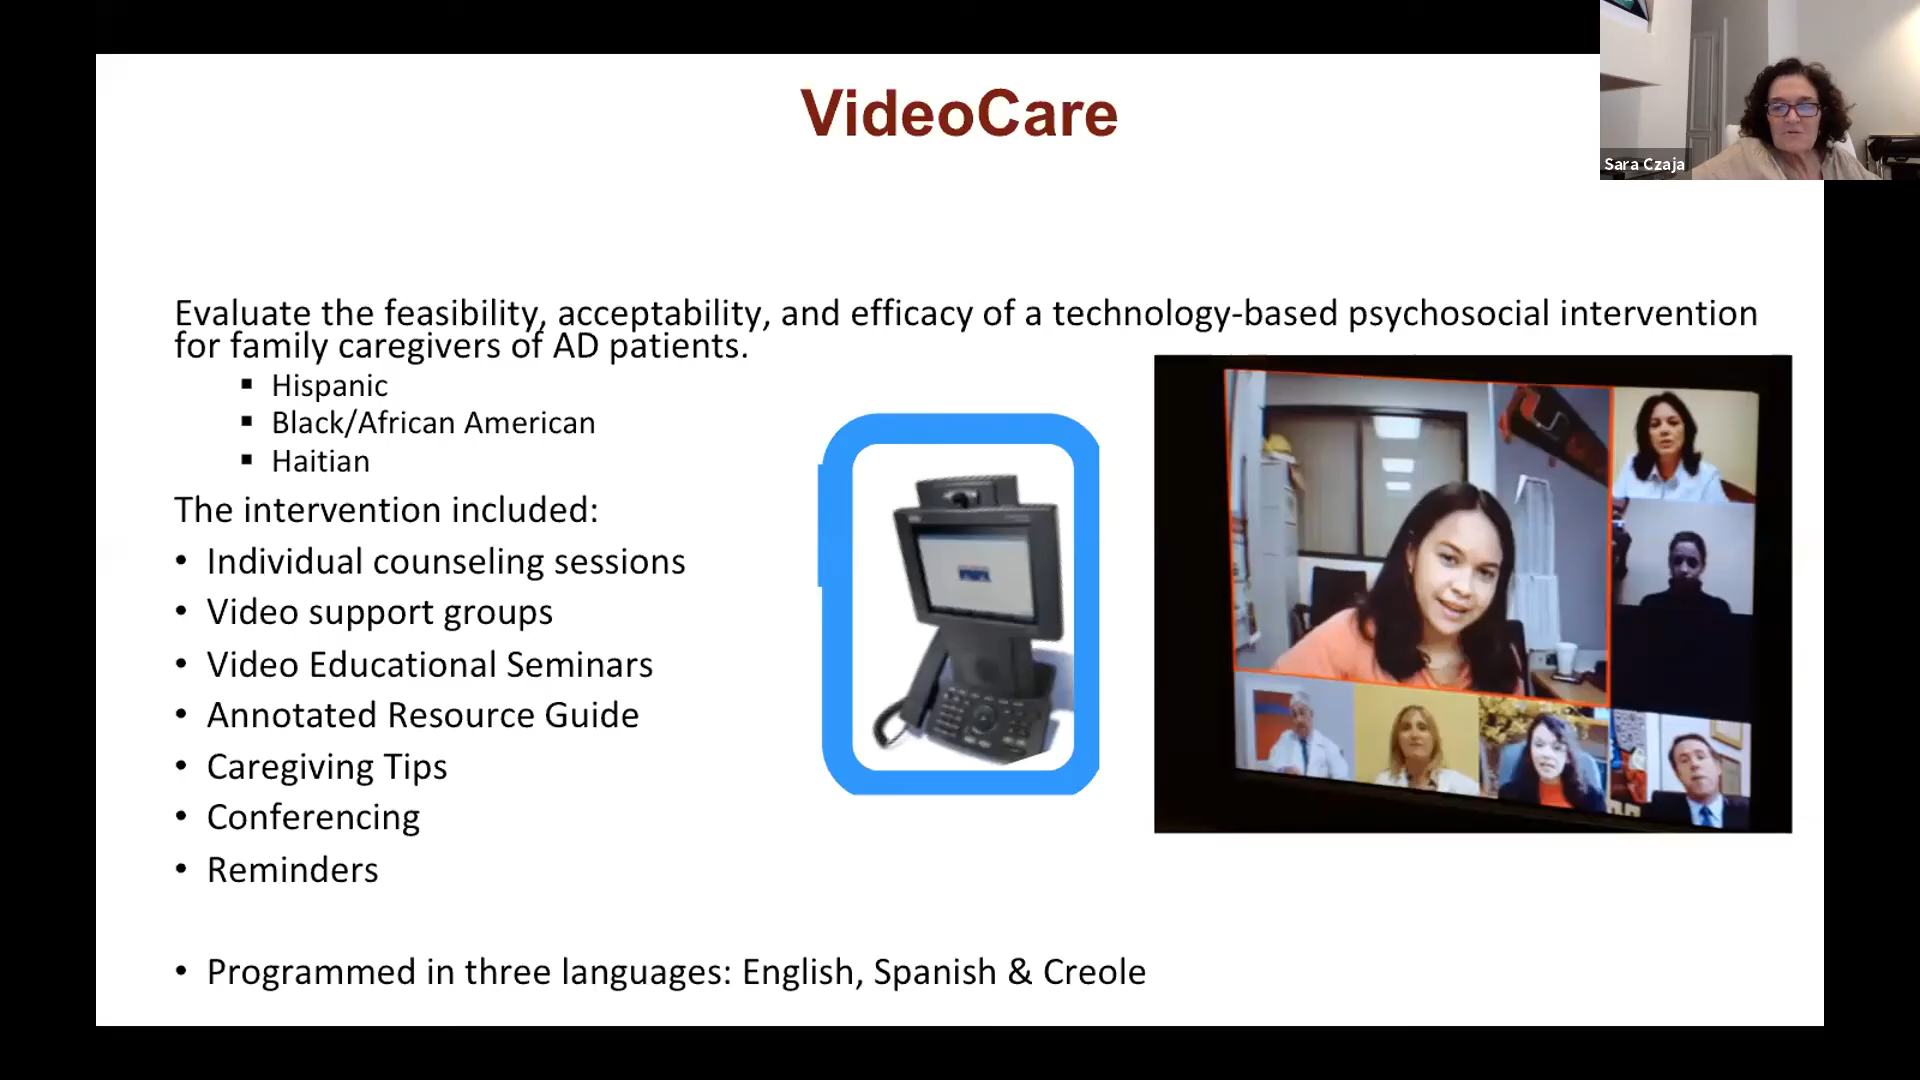 VideoCare
Sara Czaja
Evaluate the feasibility, acceptability, and efficacy of a technology-based psychosocial intervention
for family caregivers of AD patients.
▪ Hispanic
▪ Black/African American
▪ Haitian
The intervention included:
• Individual counseling sessions
• Video support groups
• Video Educational Seminars
• Annotated Resource Guide
• Caregiving Tips
• Conferencing
• Reminders
• Programmed in three languages: English, Spanish & Creole